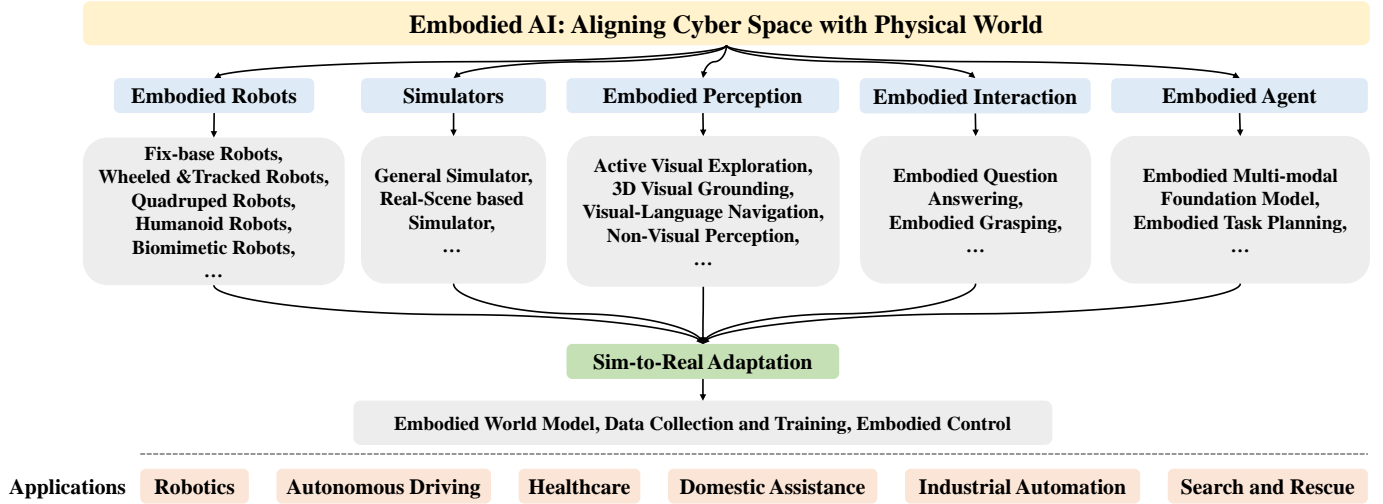 Embodied AI: Aligning Cyber Space with Physical World
Embodied Robots
Simulators
Embodied Perception
Embodied Interaction
Embodied Agent
Fix-base Robots,
Wheeled &Tracked Robots,
Quadruped Robots,
Humanoid Robots,
Biomimetic Robots,
…
General Simulator,
Real-Scene based
Simulator,
…
Active Visual Exploration,
3D Visual Grounding,
Visual-Language Navigation,
Non-Visual Perception,
…
Embodied Question
Answering,
Embodied Grasping,
…
Embodied Multi-modal
Foundation Model,
Embodied Task Planning,
…
Sim-to-Real Adaptation
Embodied World Model, Data Collection and Training, Embodied Control
Applications
Robotics
Autonomous Driving
Healthcare
Domestic Assistance
Industrial Automation
Search and Rescue